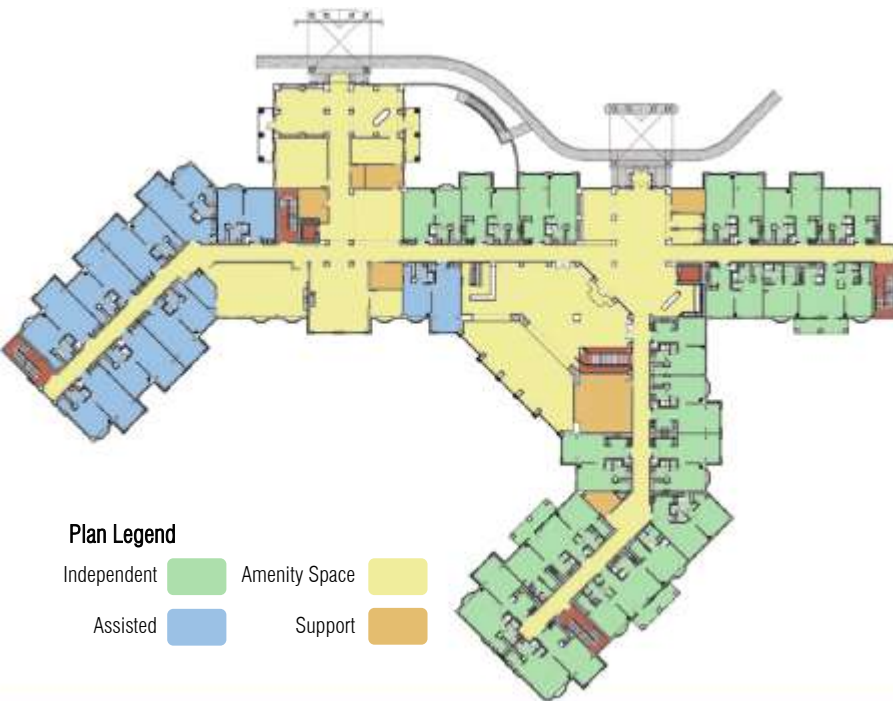 Plan Legend
Independent
Amenity Space
Assisted
Support